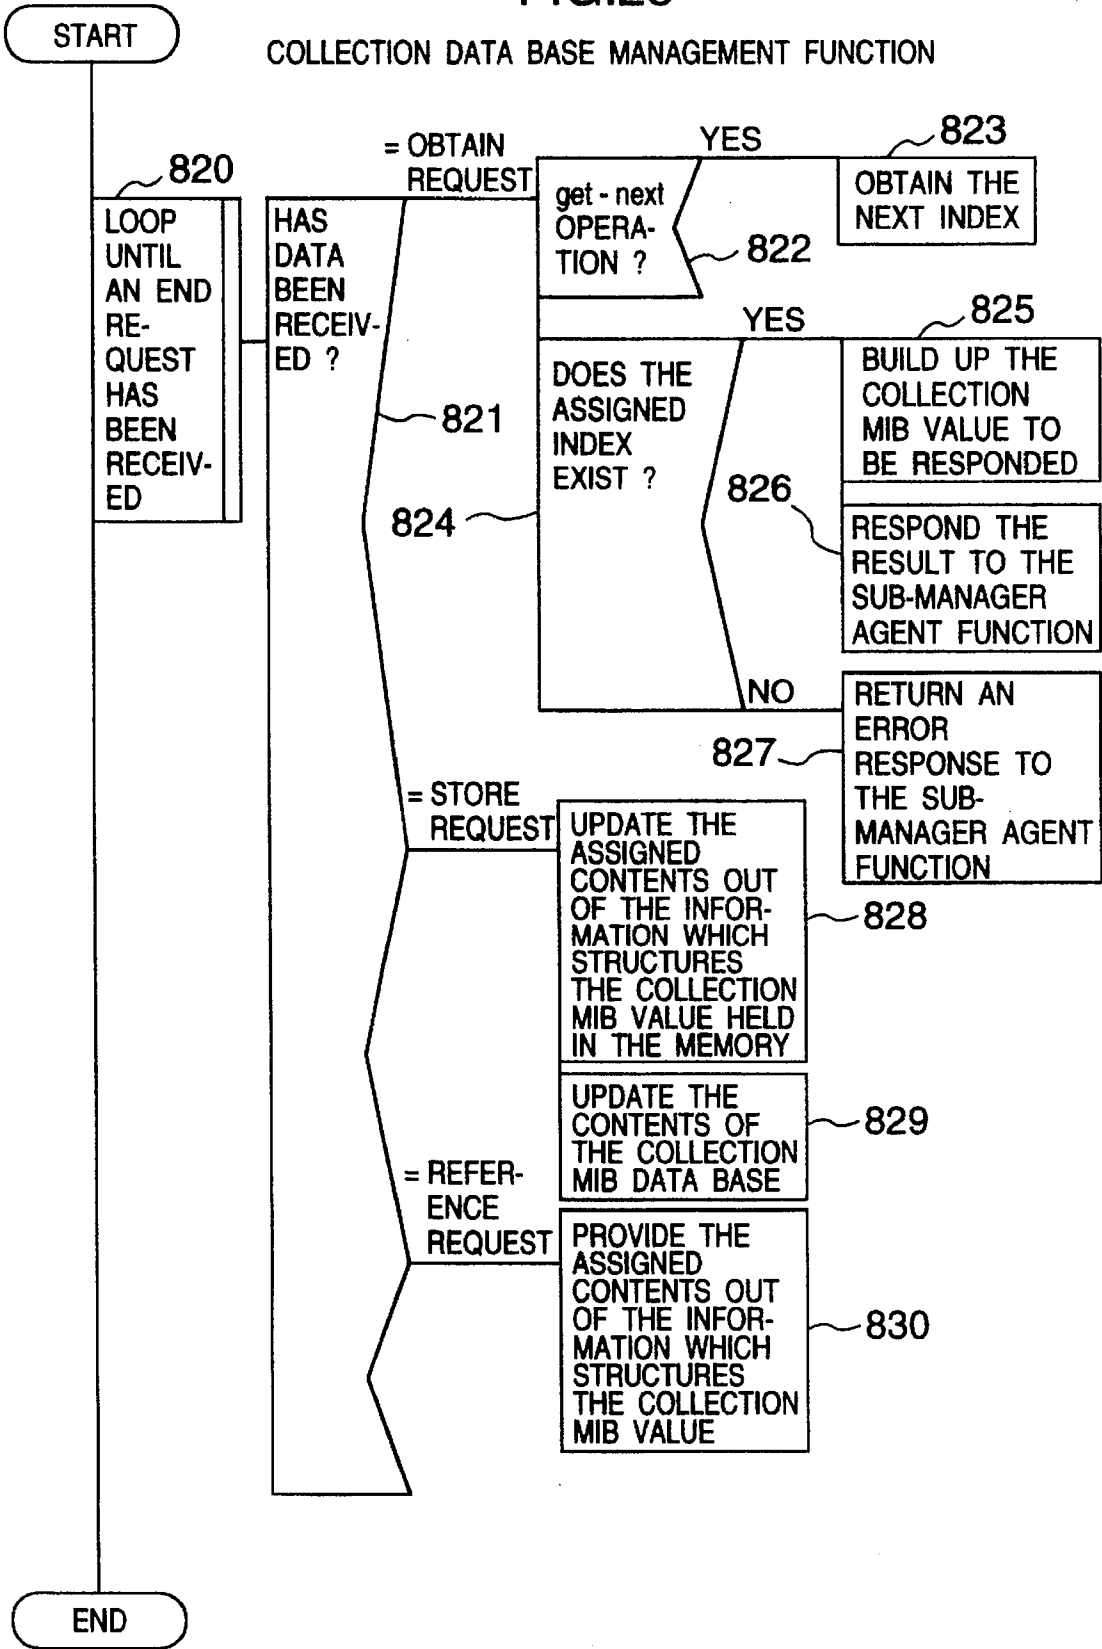 START
COLLECTION DATA BASE MANAGEMENT FUNCTION
820
LOOP
UNTIL
AN END
RE-
QUEST
HAS
BEEN
RECEIV-
ED
HAS
DATA
BEEN
RECEIV-
ED ?
821
= OBTAIN
REQUEST
get - next
OPERA-
TION ?
822
YES
823
OBTAIN THE
NEXT INDEX
824
DOES THE
ASSIGNED
INDEX
EXIST ?
YES
825
BUILD UP THE
COLLECTION
MIB VALUE TO
BE RESPONDED
826
RESPOND THE
RESULT TO THE
SUB-MANAGER
AGENT FUNCTION
NO
827
RETURN AN
ERROR
RESPONSE TO
THE SUB-
MANAGER AGENT
FUNCTION
= STORE
REQUEST
UPDATE THE
ASSIGNED
CONTENTS OUT
OF THE INFOR-
MATION WHICH
STRUCTURES
THE COLLECTION
MIB VALUE HELD
IN THE MEMORY
828
UPDATE THE
CONTENTS OF
THE COLLECTION
MIB DATA BASE
829
= REFER-
ENCE
REQUEST
PROVIDE THE
ASSIGNED
CONTENTS OUT
OF THE INFOR-
MATION WHICH
STRUCTURES
THE COLLECTION
MIB VALUE
830
END